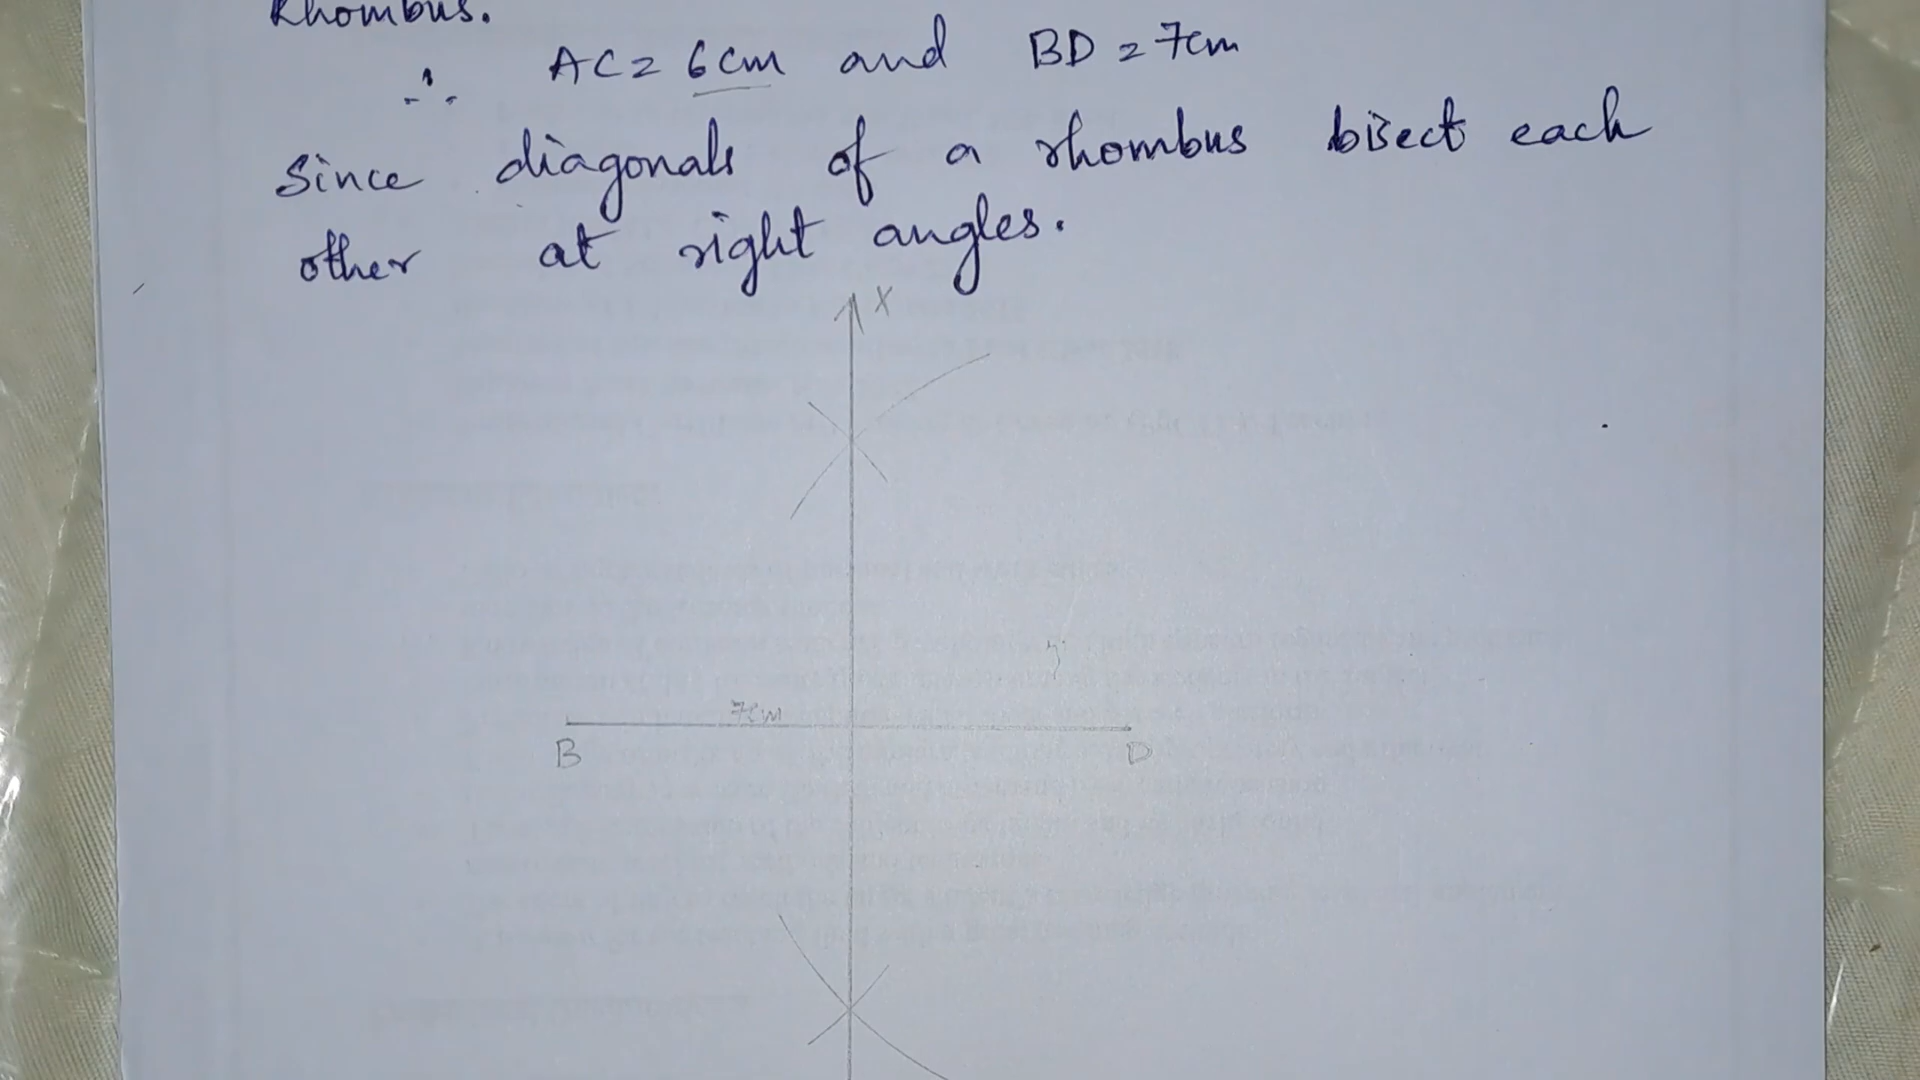 Rhombus.
∴ AC = 6cm and BD = 7cm
Since diagonals of a rhombus bisect each
other at right angles.
X
7cm
B D